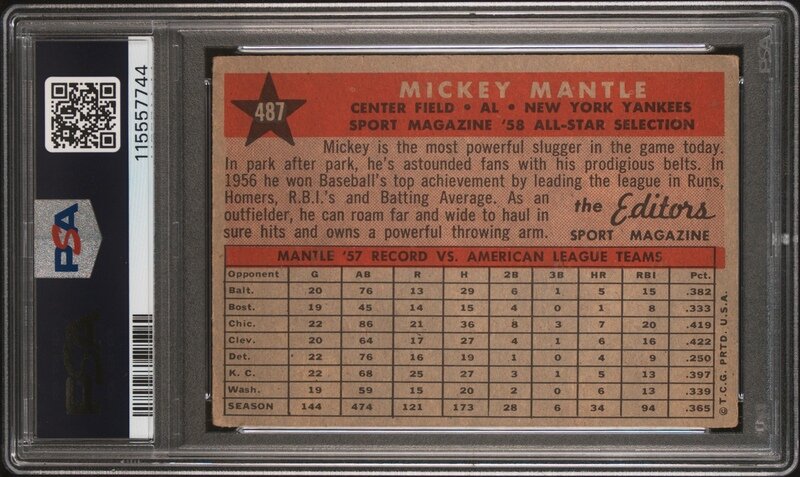 115557744
PSA
PSA
487
MICKEY MANTLE
CENTER FIELD • AL • NEW YORK YANKEES
SPORT MAGAZINE '58 ALL-STAR SELECTION
Mickey is the most powerful slugger in the game today.
In park after park, he's astounded fans with his prodigious belts. In
1956 he won Baseball's top achievement by leading the league in Runs,
Homers, R.B.I.'s and Batting Average. As an
outfielder, he can roam far and wide to haul in
sure hits and owns a powerful throwing arm.
the Editors
SPORT MAGAZINE
MANTLE '57 RECORD VS. AMERICAN LEAGUE TEAMS
Opponent G AB R H 2B 3B HR RBI Pct.
Balt. 20 76 13 29 6 1 5 15 .382
Bost. 19 45 14 15 4 0 1 8 .333
Chic. 22 86 21 36 8 3 7 20 .419
Clev. 20 64 17 27 4 1 6 16 .422
Det. 22 76 16 19 1 0 4 9 .250
K. C. 22 68 25 27 3 1 5 13 .397
Wash. 19 59 15 20 2 0 6 13 .339
SEASON 144 474 121 173 28 6 34 94 .365
© T.C.G. PRTD. U.S.A.